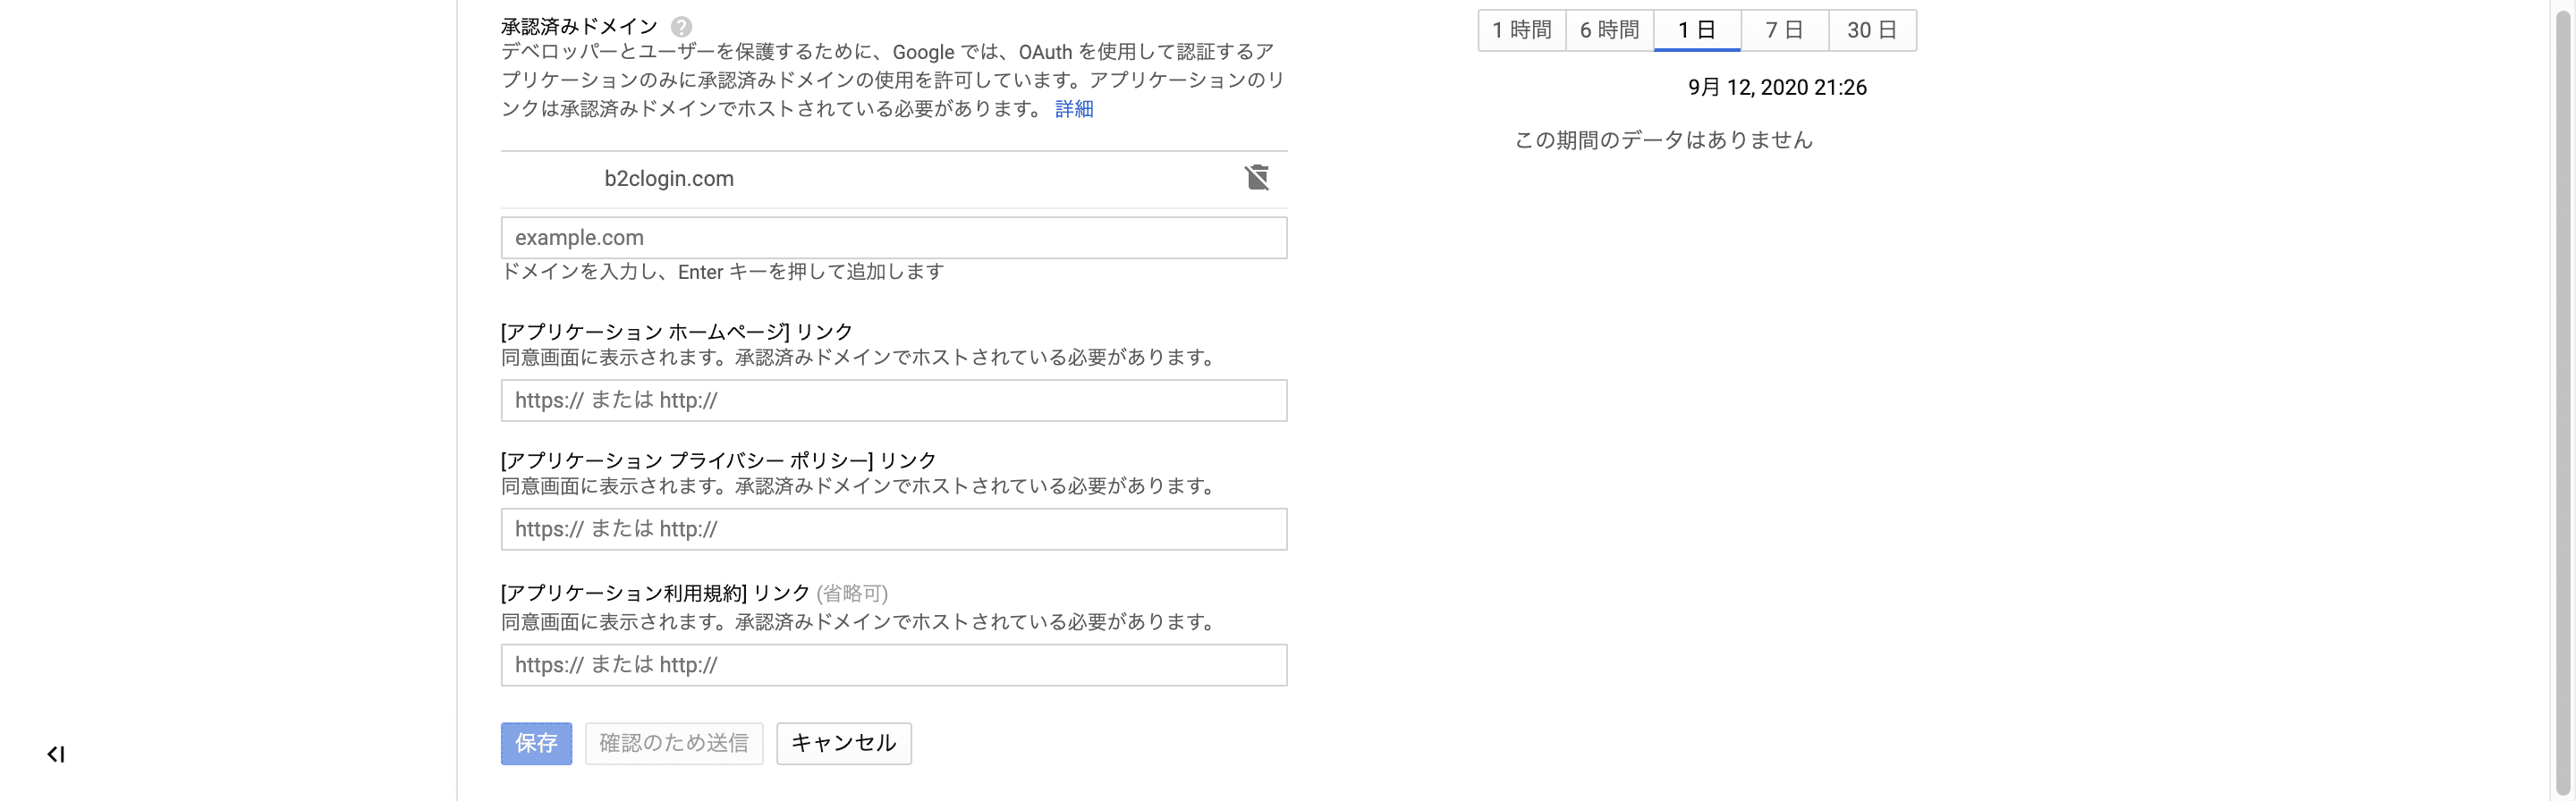 承認済みドメイン ?
デベロッパーとユーザーを保護するために、Google では、OAuth を使用して認証するア
プリケーションのみに承認済みドメインの使用を許可しています。アプリケーションのリ
ンクは承認済みドメインでホストされている必要があります。 詳細
b2clogin.com
example.com
ドメインを入力し、Enter キーを押して追加します
[アプリケーション ホームページ] リンク
同意画面に表示されます。承認済みドメインでホストされている必要があります。
https:// または http://
[アプリケーション プライバシー ポリシー] リンク
同意画面に表示されます。承認済みドメインでホストされている必要があります。
https:// または http://
[アプリケーション利用規約] リンク (省略可)
同意画面に表示されます。承認済みドメインでホストされている必要があります。
https:// または http://
保存 確認のため送信 キャンセル
1 時間 6 時間 1 日 7 日 30 日
9月 12, 2020 21:26
この期間のデータはありません